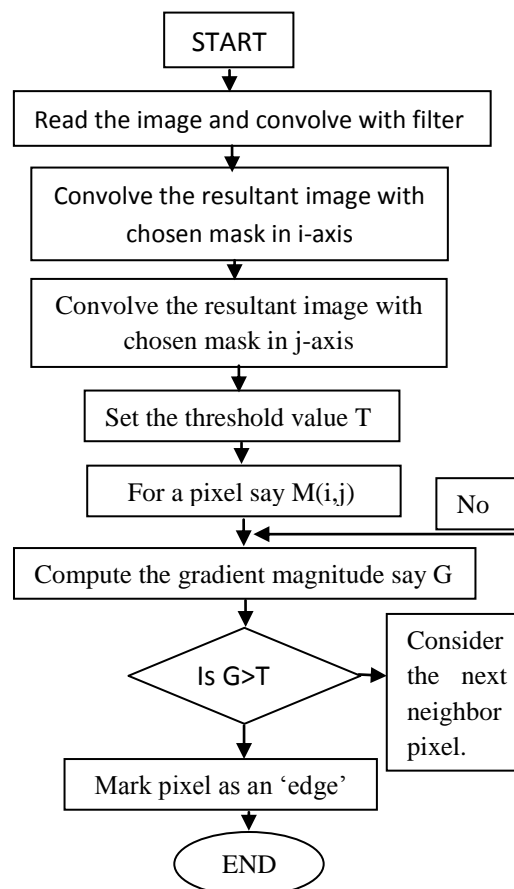 START
Read the image and convolve with filter
Convolve the resultant image with
chosen mask in i-axis
Convolve the resultant image with
chosen mask in j-axis
Set the threshold value T
For a pixel say M(i,j)
No
Compute the gradient magnitude say G
Is G>T
Consider
the next
neighbor
pixel.
Mark pixel as an ‘edge’
END